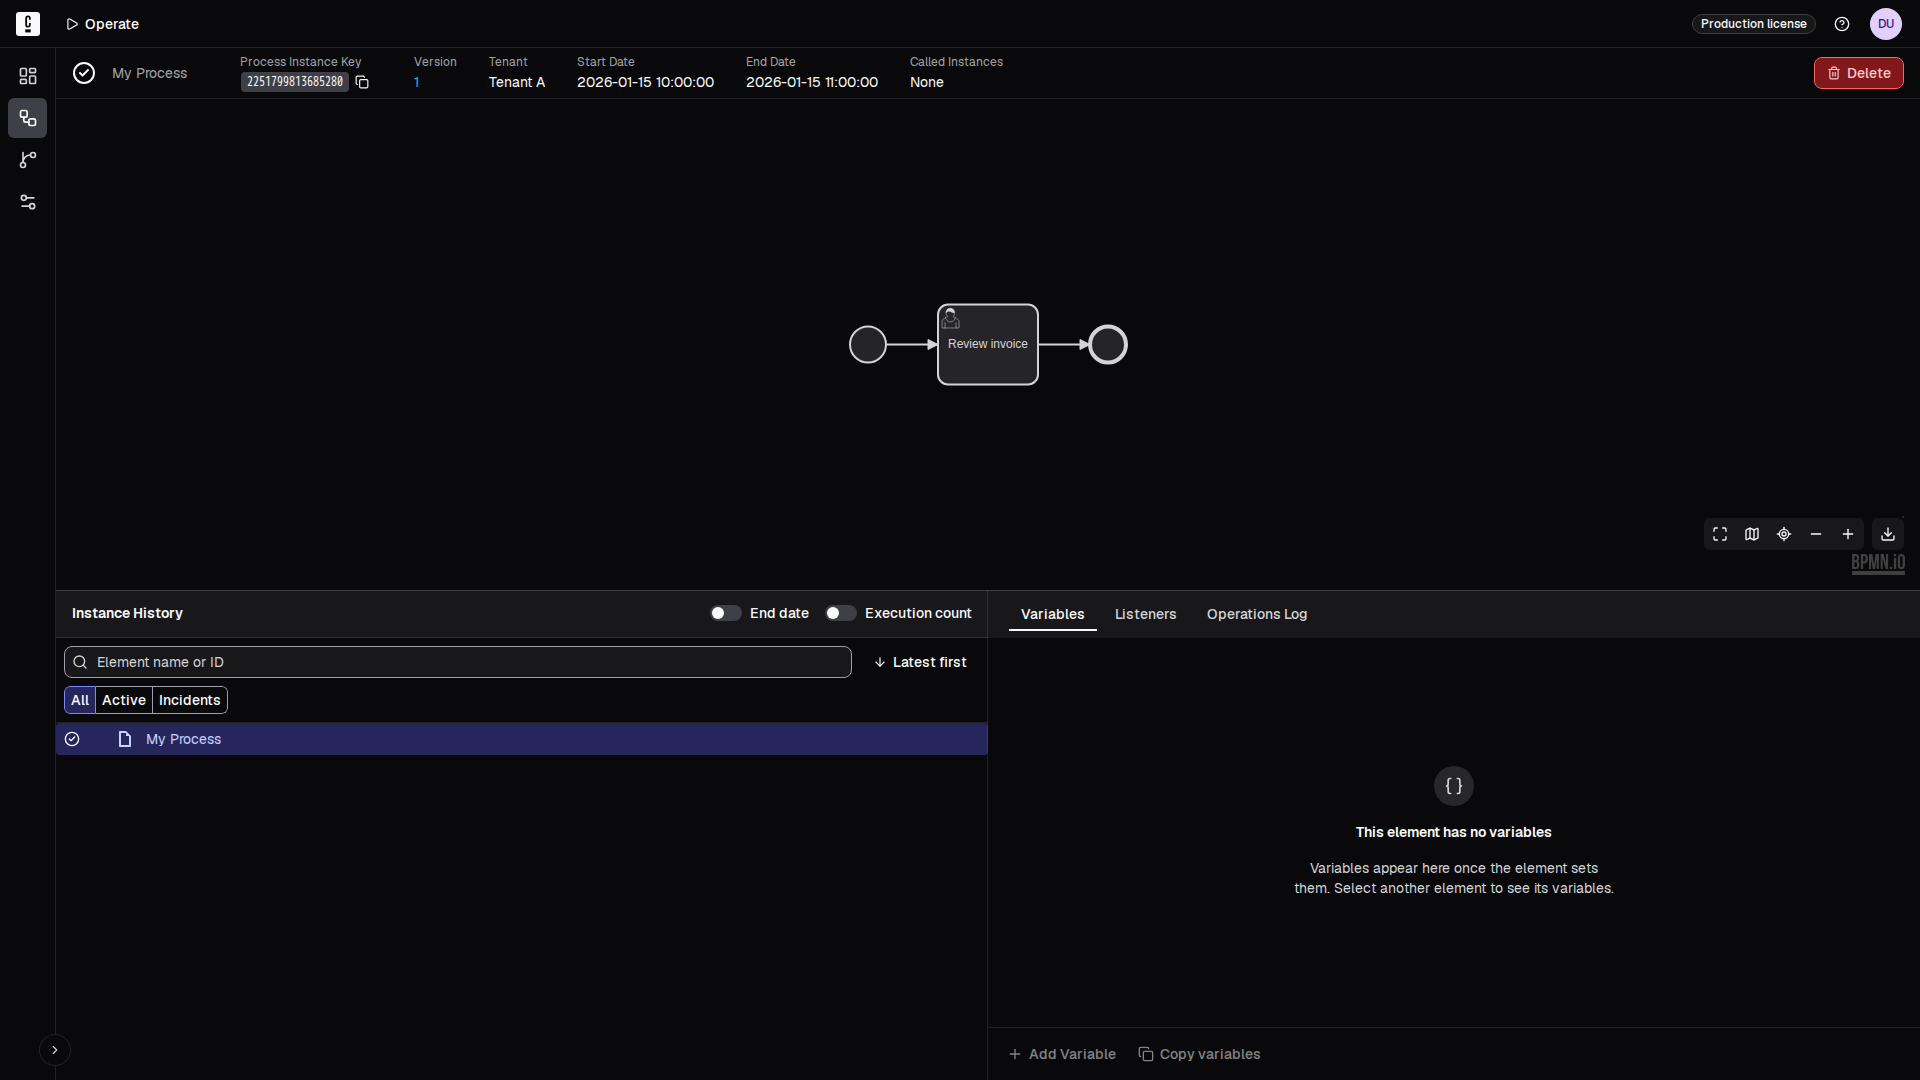 Operate
Production license
DU
My Process
Process Instance Key
2251799813685280
Version
1
Tenant
Tenant A
Start Date
2026-01-15 10:00:00
End Date
2026-01-15 11:00:00
Called Instances
None
Delete
Review invoice
BPMN.iO
Instance History
End date
Execution count
Element name or ID
Latest first
All
Active
Incidents
My Process
Variables
Listeners
Operations Log
This element has no variables
Variables appear here once the element sets
them. Select another element to see its variables.
Add Variable
Copy variables